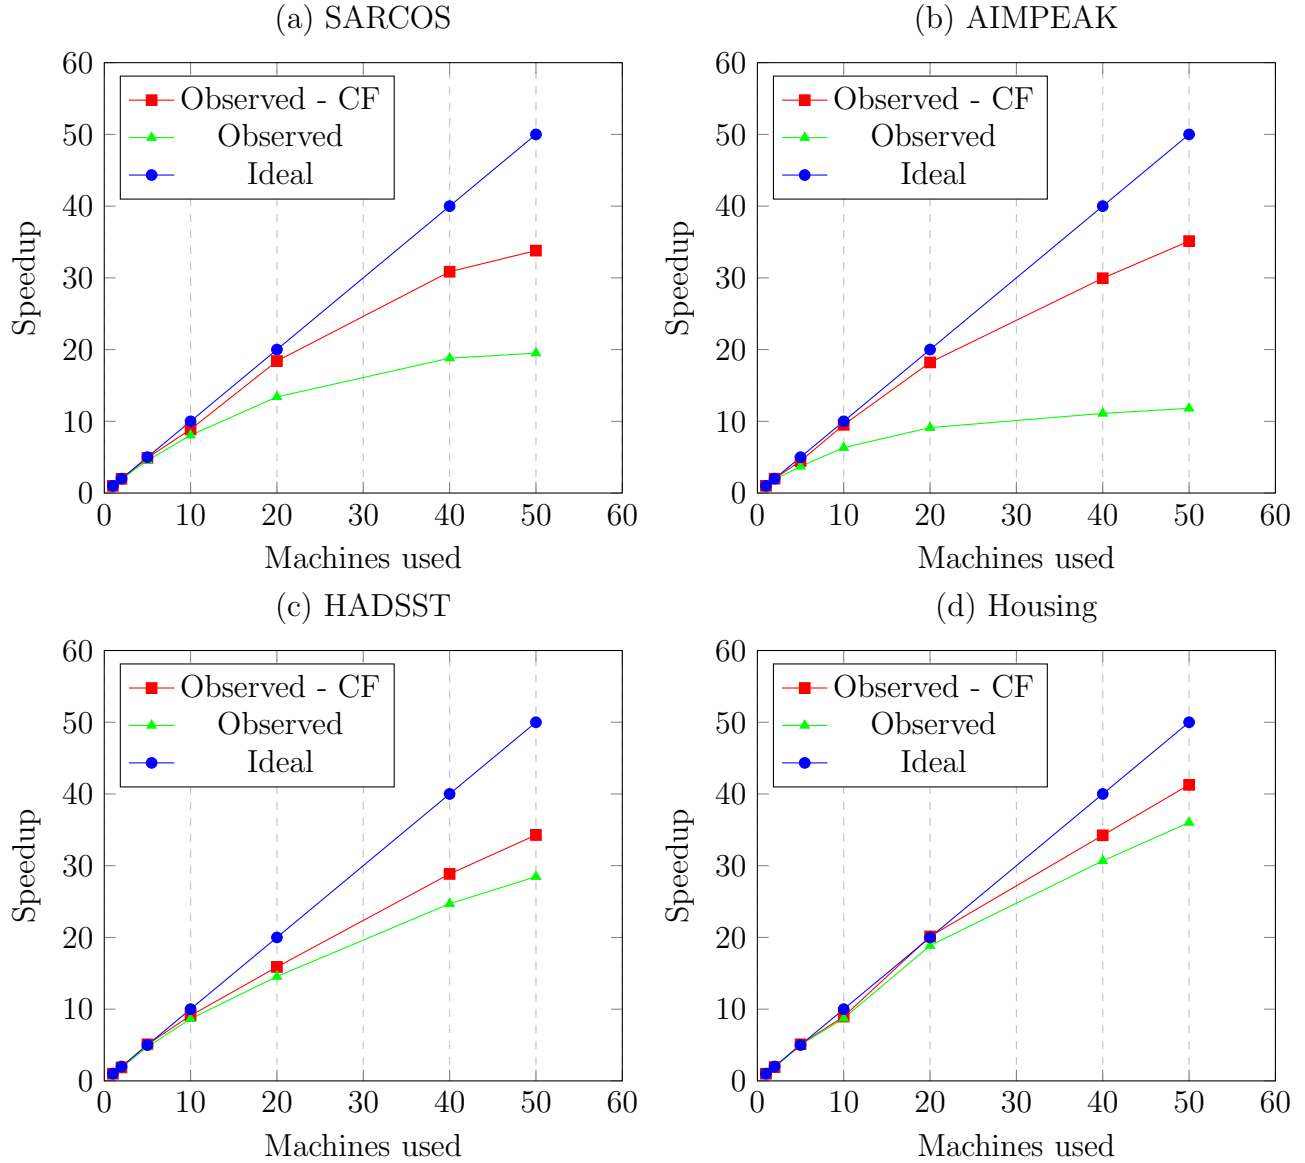 (a) SARCOS
60
50
40
30
20
10
0
Speedup
Observed - CF
Observed
Ideal
0 10 20 30 40 50 60
Machines used
(b) AIMPEAK
60
50
40
30
20
10
0
Speedup
Observed - CF
Observed
Ideal
0 10 20 30 40 50 60
Machines used
(c) HADSST
60
50
40
30
20
10
0
Speedup
Observed - CF
Observed
Ideal
0 10 20 30 40 50 60
Machines used
(d) Housing
60
50
40
30
20
10
0
Speedup
Observed - CF
Observed
Ideal
0 10 20 30 40 50 60
Machines used